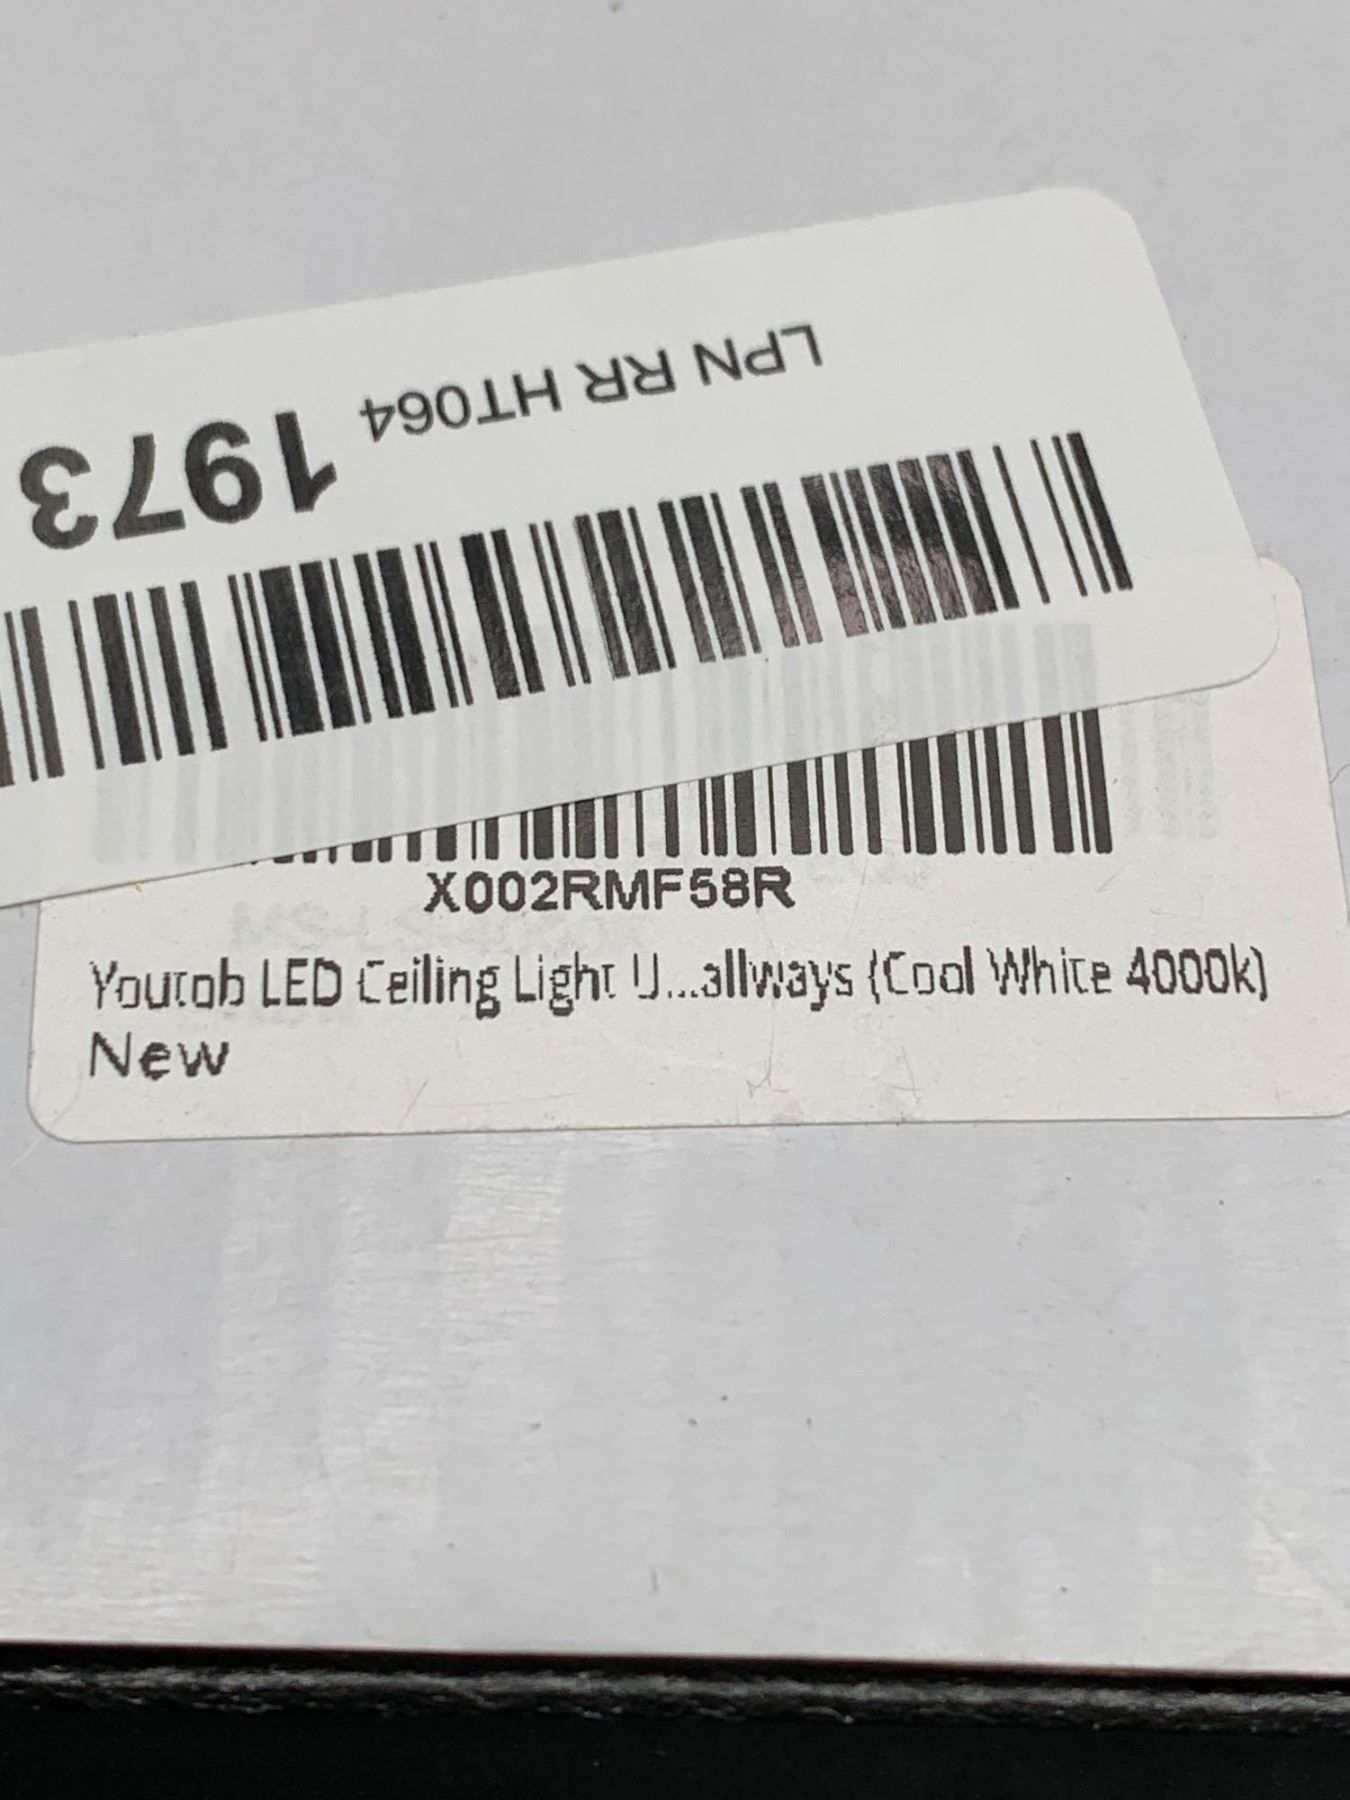 LPN RR HT064 1973
X002RMF58R
Youtob LED Ceiling Light U...allways (Cool White 4000k)
New